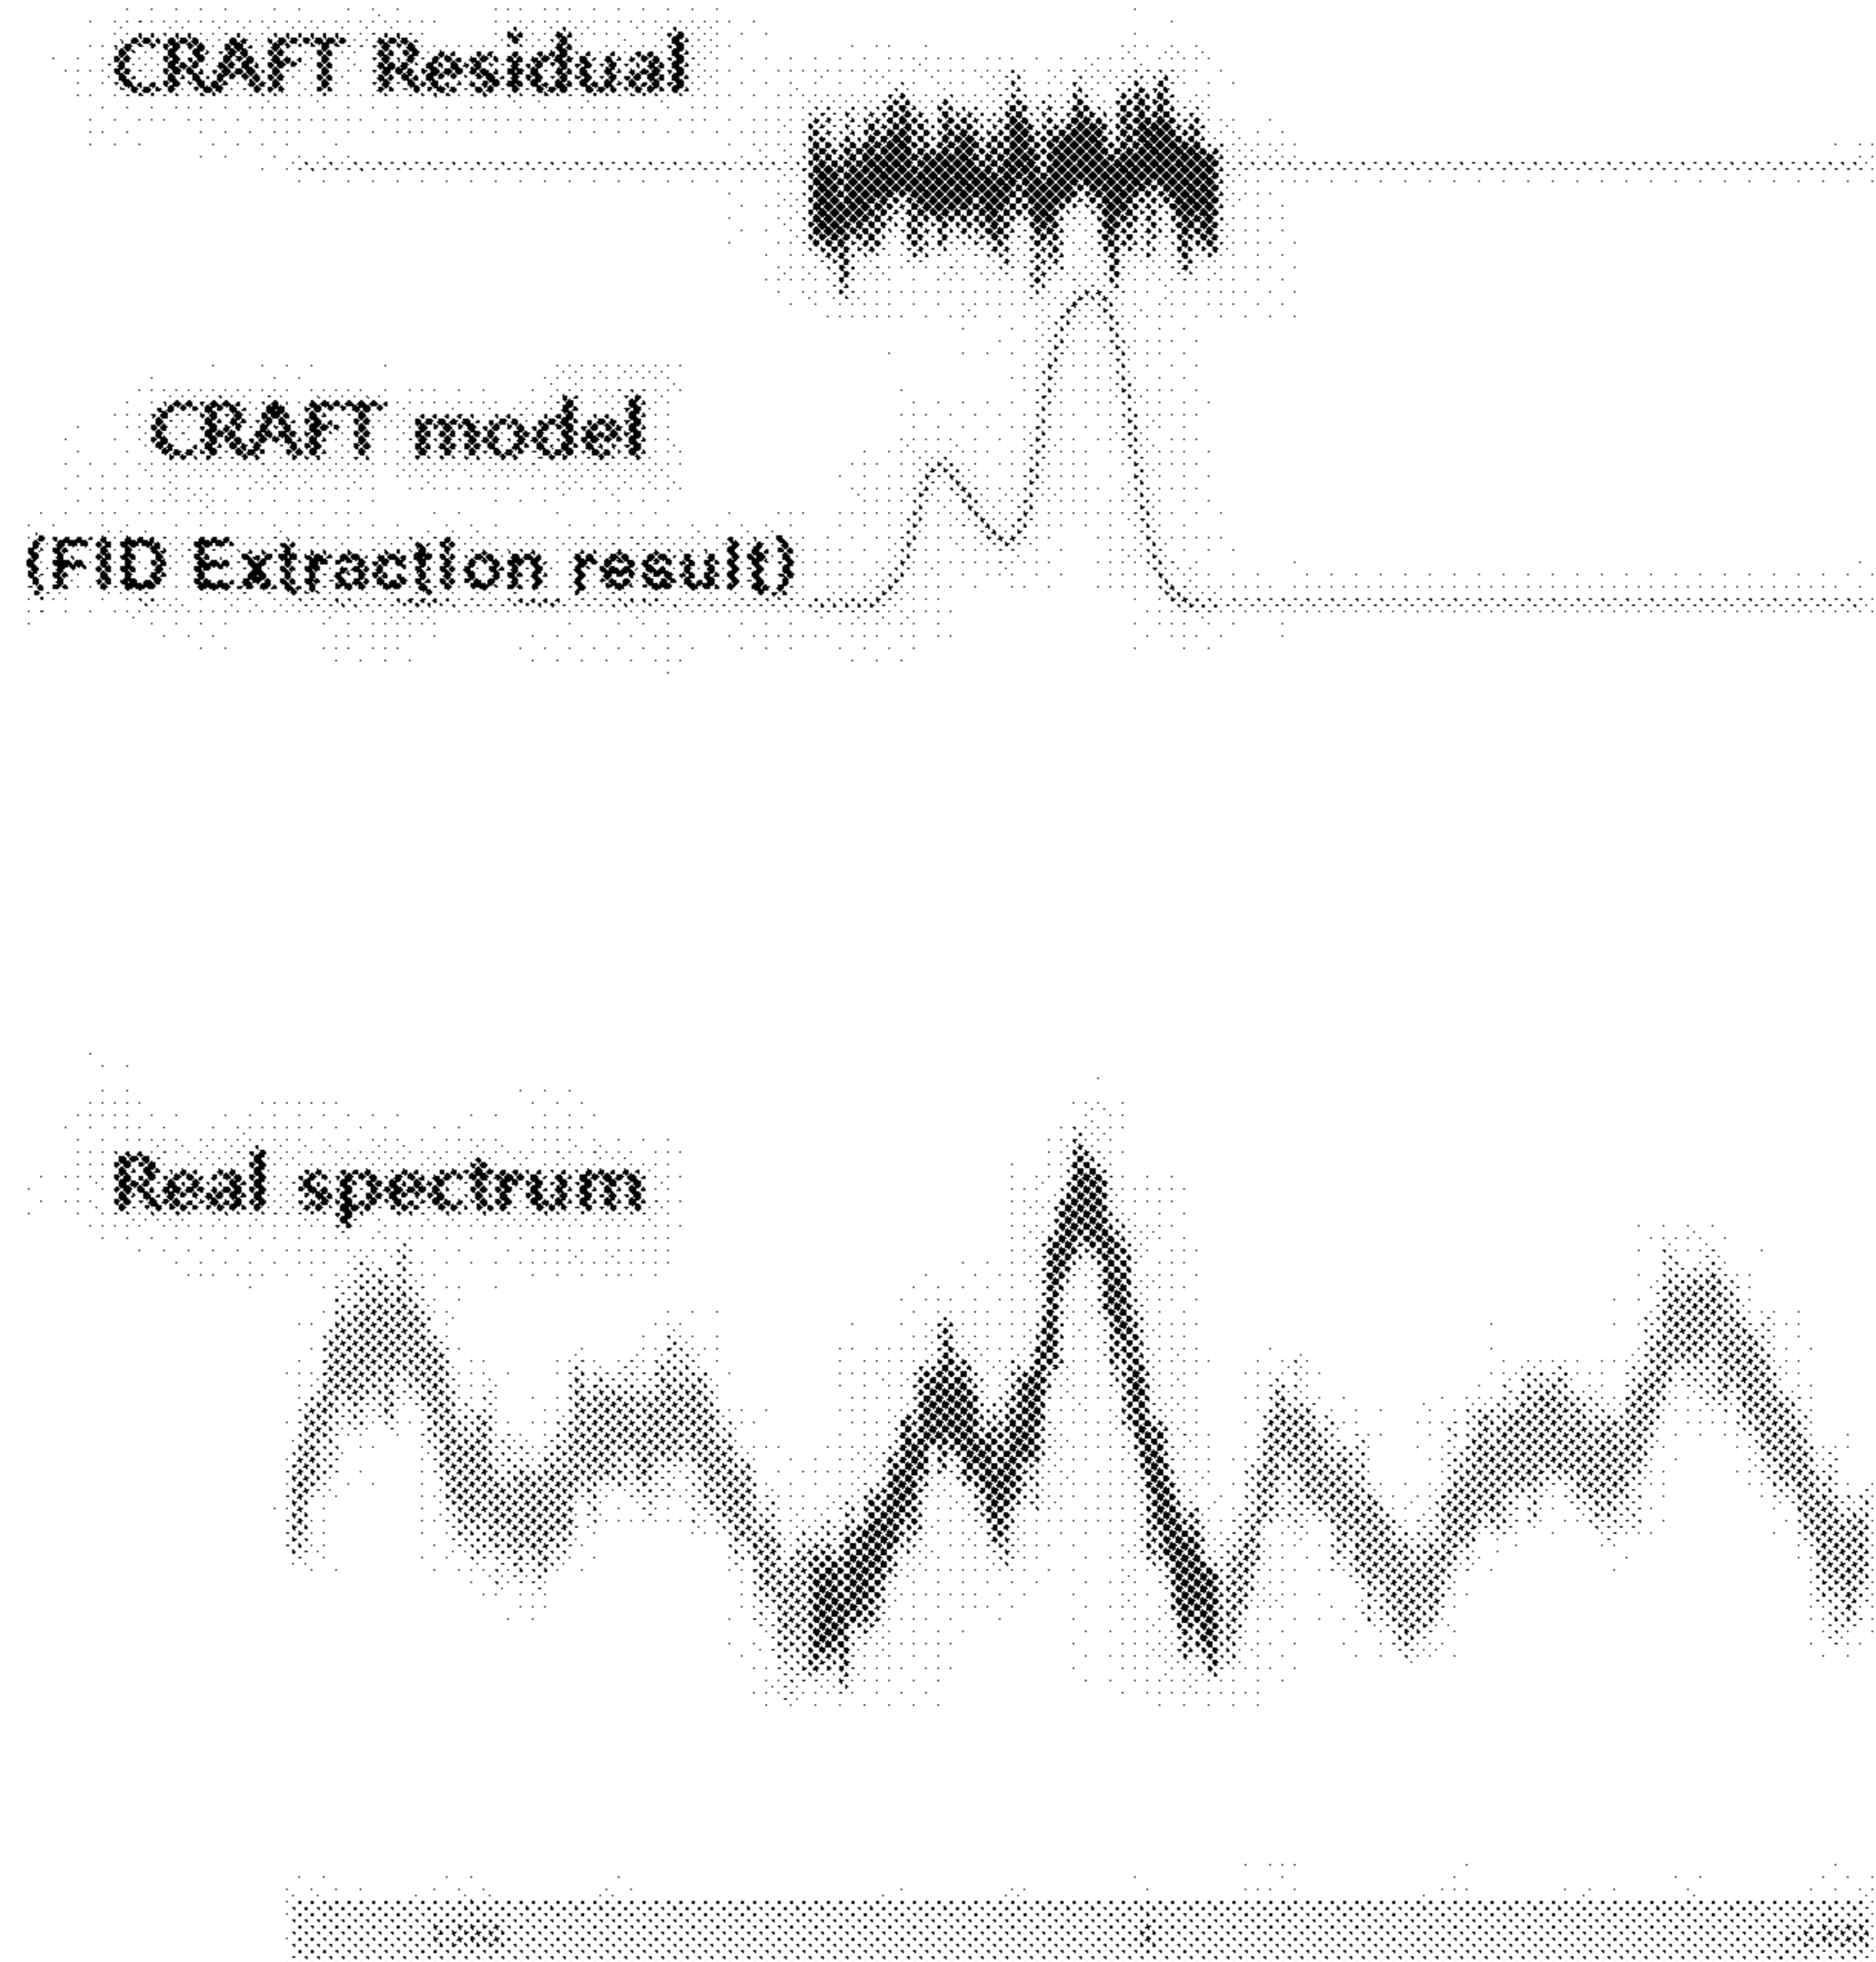 CRAFT Residual
CRAFT model
(FID Extraction result)
Real spectrum